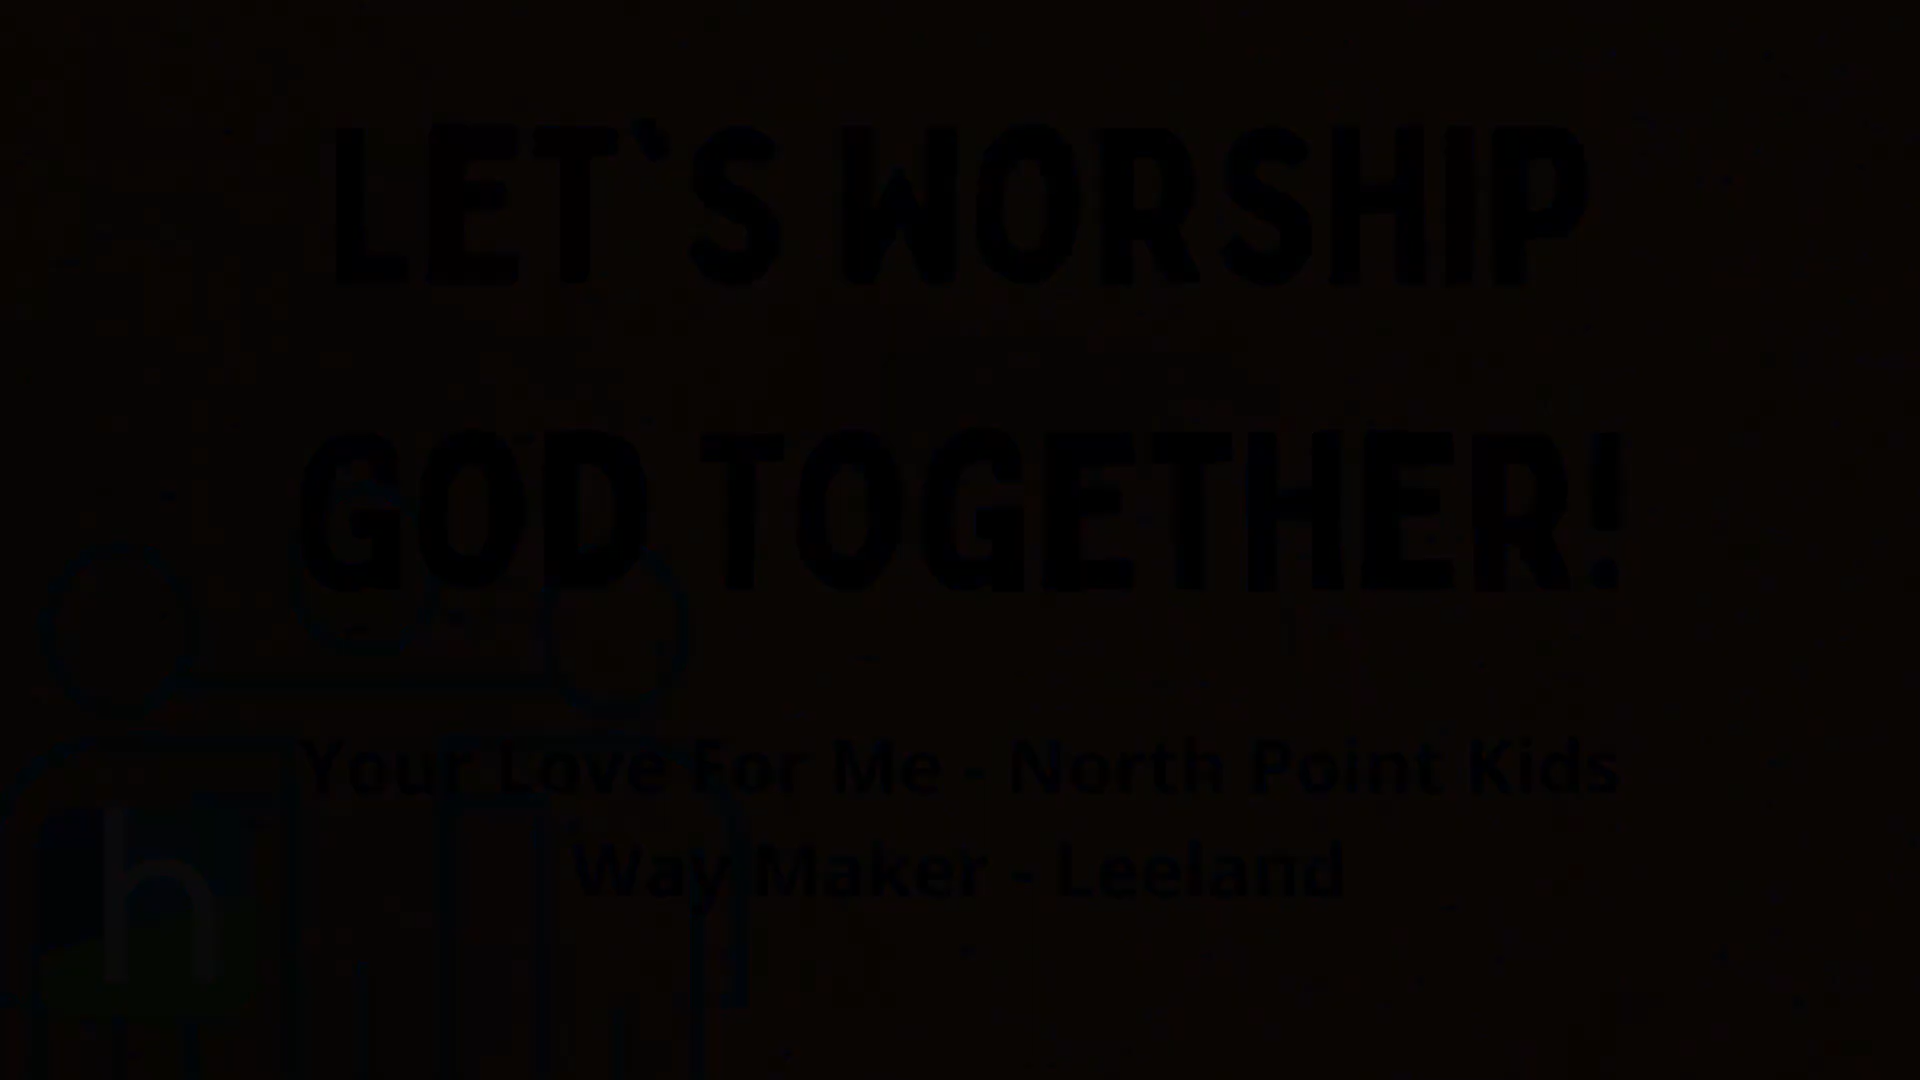 LET'S WORSHIP
GOD TOGETHER!
Your Love For Me - North Point Kids
Way Maker - Leeland
h